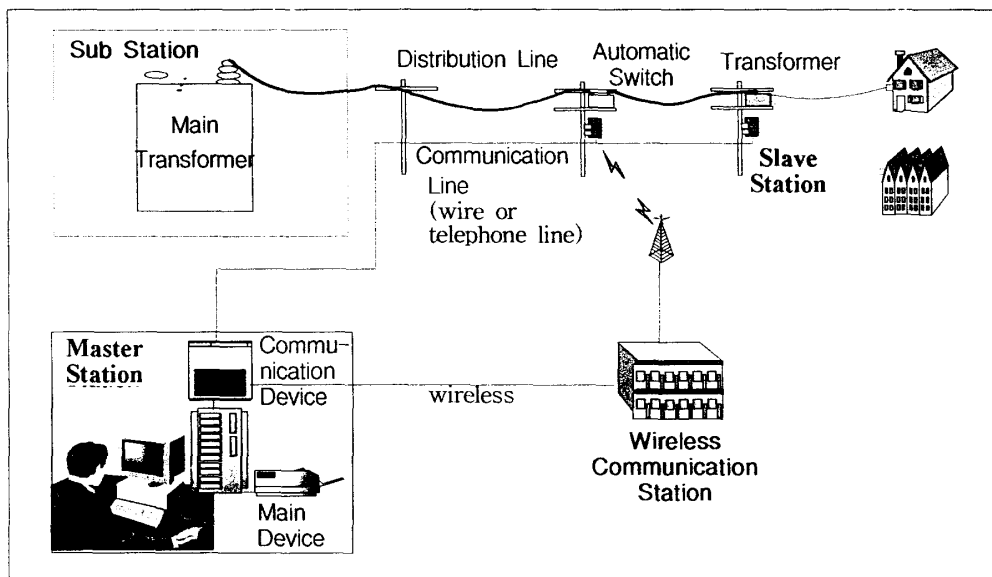 Sub Station
Main
Transformer
Distribution Line
Automatic
Switch
Transformer
Communication
Line
(wire or
telephone line)
Slave
Station
Master
Station
Commu-
nication
Device
wireless
Main
Device
Wireless
Communication
Station